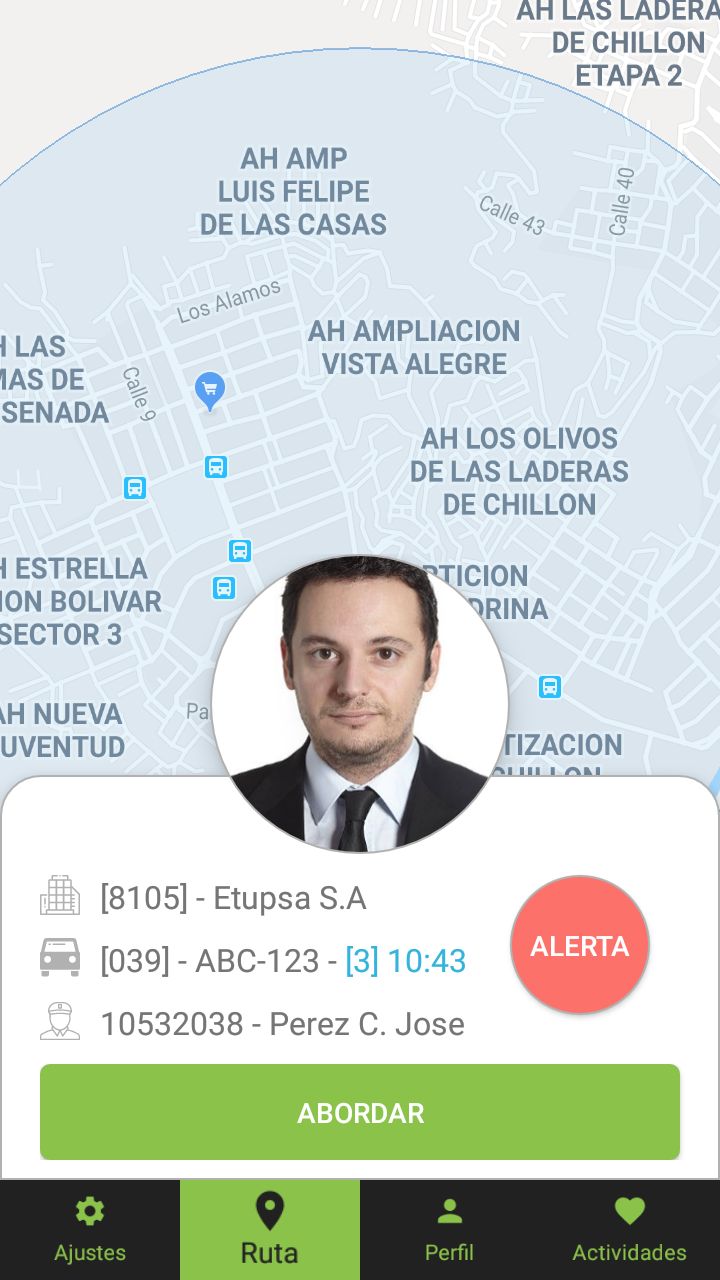 AH LAS LADERA
DE CHILLON
ETAPA 2
AH AMP
LUIS FELIPE
DE LAS CASAS
Calle 43
Calle 40
Los Alamos
AH AMPLIACION
VISTA ALEGRE
LAS
DE
SENADA
Calle 9
AH LOS OLIVOS
DE LAS LADERAS
DE CHILLON
ESTRELLA
ION BOLIVAR
SECTOR 3
RTICION
DRINA
AH NUEVA
UVENTUD
Pa
TIZACION
CHILLON
[8105] - Etupsa S.A
[039] - ABC-123 - [3] 10:43
10532038 - Perez C. Jose
ALERTA
ABORDAR
Ajustes
Ruta
Perfil
Actividades